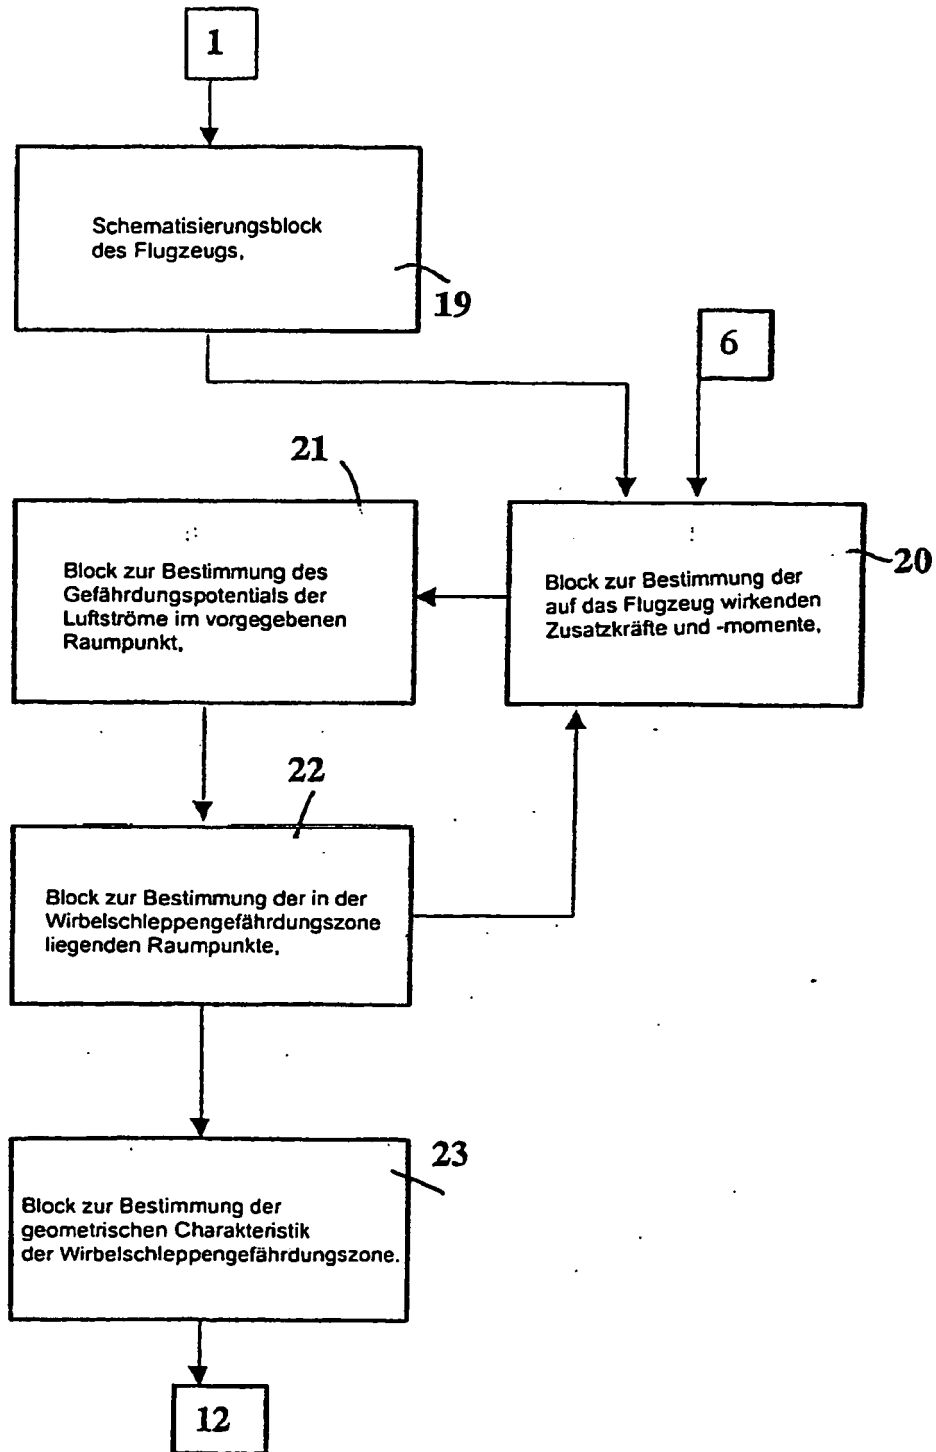 1
Schematisierungsblock
des Flugzeugs,
19
6
21
Block zur Bestimmung des
Gefährdungspotentials der
Luftströme im vorgegebenen
Raumpunkt,
20
Block zur Bestimmung der
auf das Flugzeug wirkenden
Zusatzkräfte und -momente,
22
Block zur Bestimmung der in der
Wirbelschleppengefährdungszone
liegenden Raumpunkte,
23
Block zur Bestimmung der
geometrischen Charakteristik
der Wirbelschleppengefährdungszone.
12